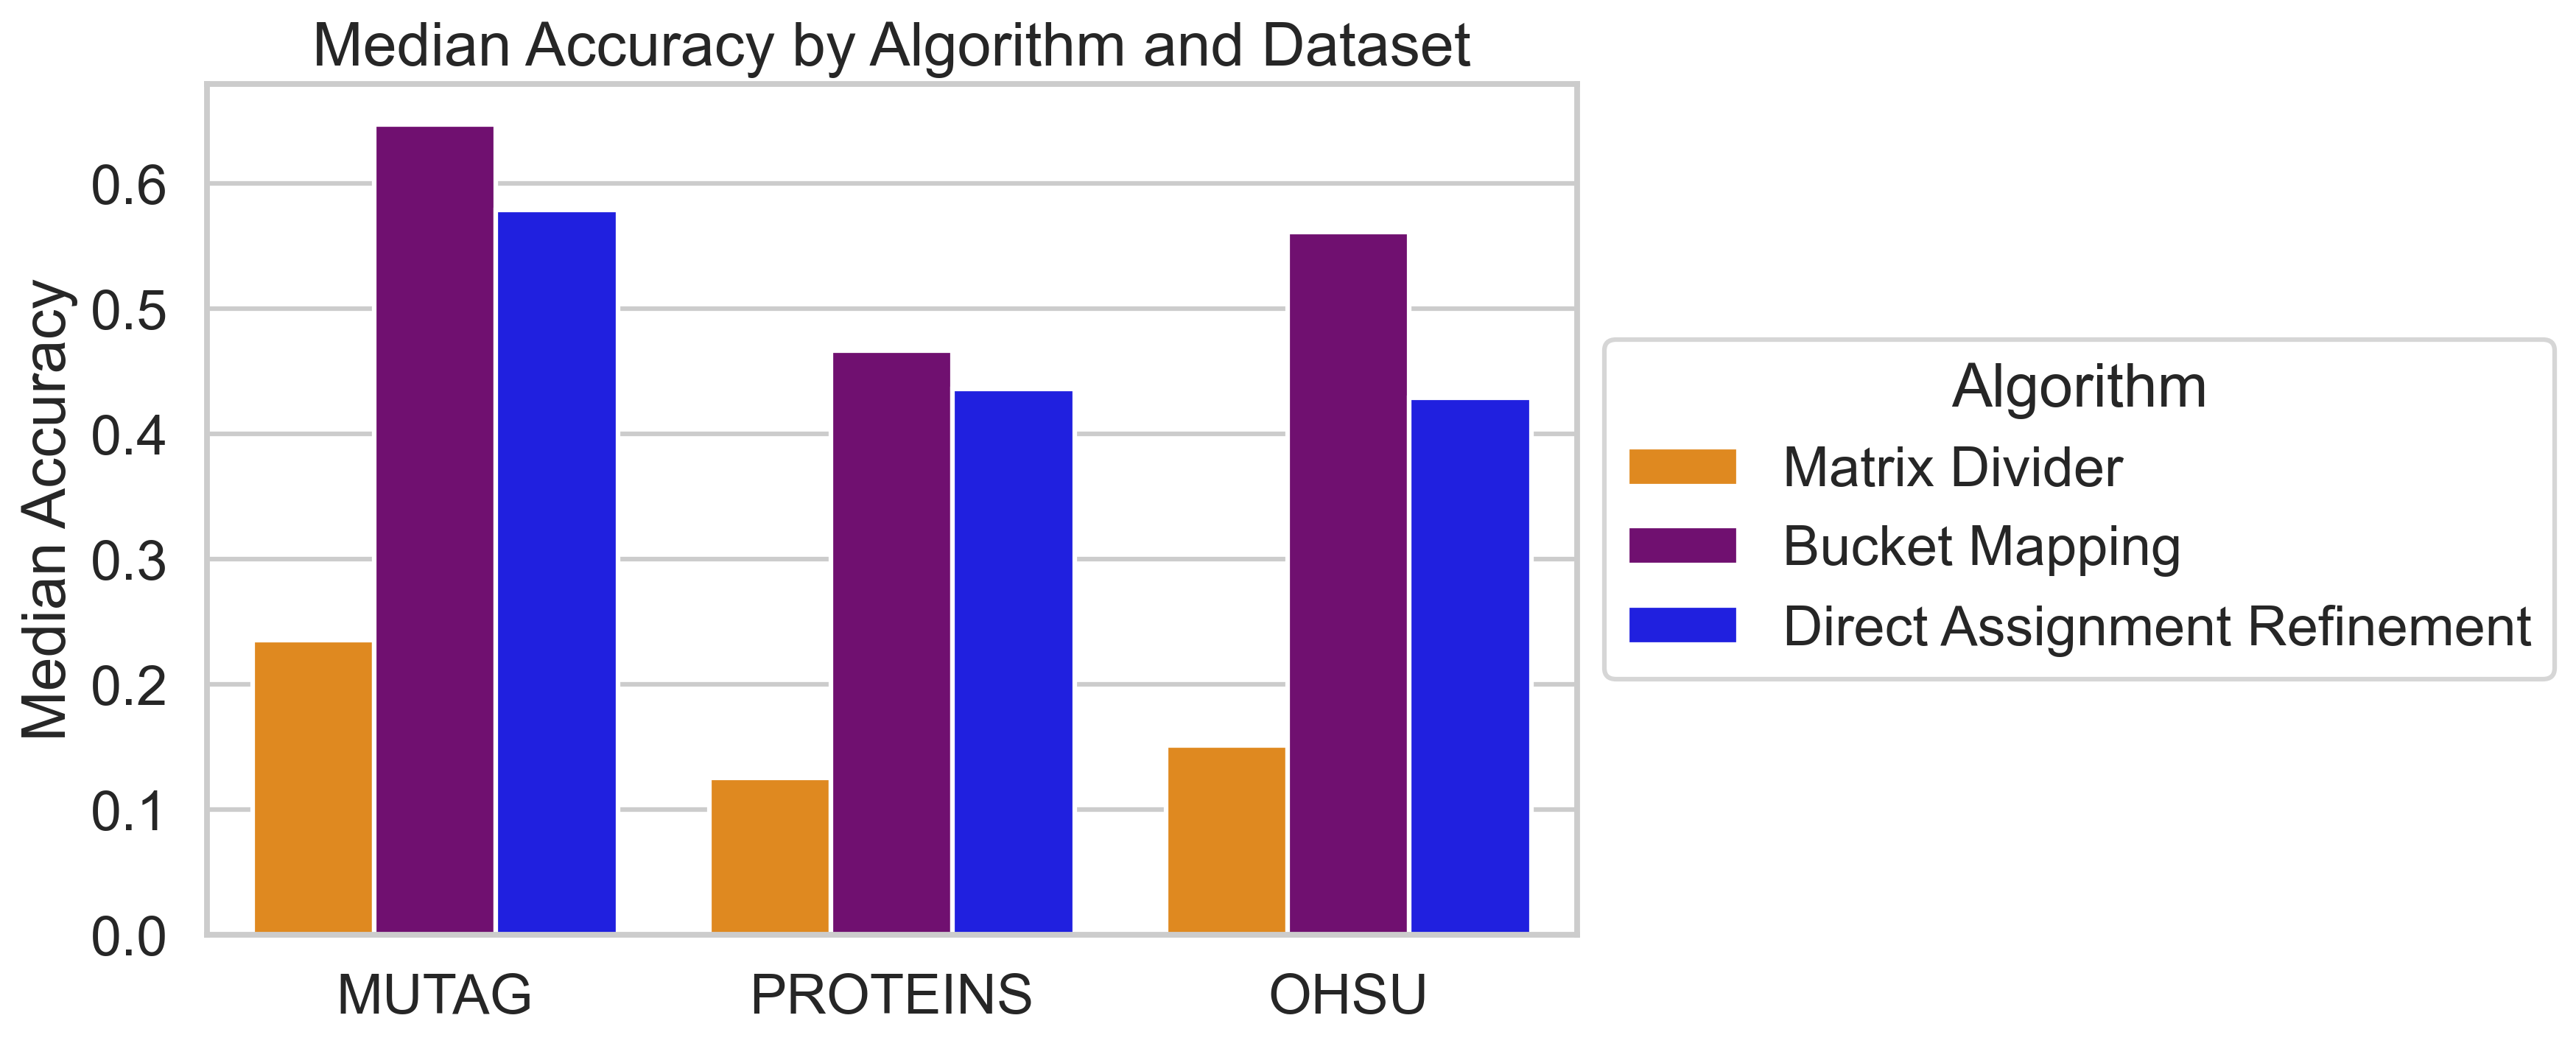 Median Accuracy by Algorithm and Dataset
Median Accuracy
0.6
0.5
0.4
0.3
0.2
0.1
0.0
MUTAG
PROTEINS
OHSU
Algorithm
Matrix Divider
Bucket Mapping
Direct Assignment Refinement